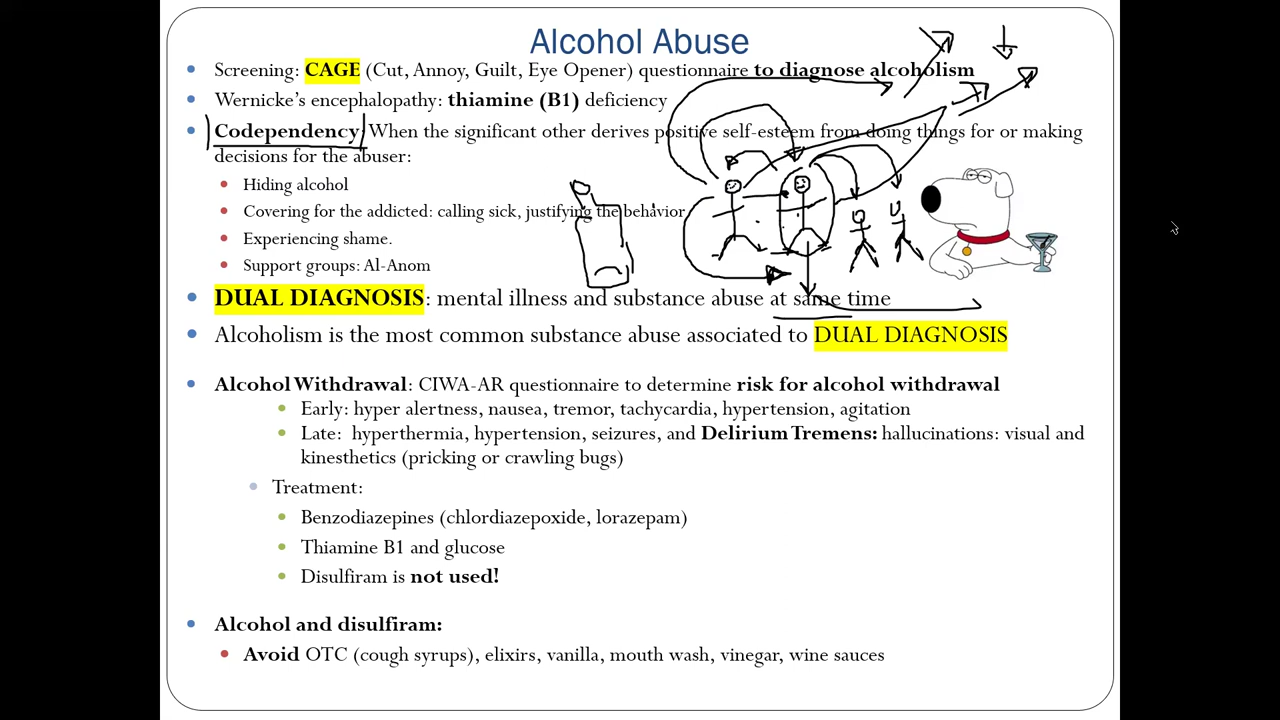 Alcohol Abuse
Screening: CAGE (Cut, Annoy, Guilt, Eye Opener) questionnaire to diagnose alcoholism
Wernicke's encephalopathy: thiamine (B1) deficiency
Codependency: When the significant other derives positive self-esteem from doing things for or making
decisions for the abuser:
Hiding alcohol
Covering for the addicted: calling sick, justifying the behavior
Experiencing shame.
Support groups: Al-Anom
DUAL DIAGNOSIS: mental illness and substance abuse at same time
Alcoholism is the most common substance abuse associated to DUAL DIAGNOSIS
Alcohol Withdrawal: CIWA-AR questionnaire to determine risk for alcohol withdrawal
Early: hyper alertness, nausea, tremor, tachycardia, hypertension, agitation
Late: hyperthermia, hypertension, seizures, and Delirium Tremens: hallucinations: visual and
kinesthetics (pricking or crawling bugs)
Treatment:
Benzodiazepines (chlordiazepoxide, lorazepam)
Thiamine B1 and glucose
Disulfiram is not used!
Alcohol and disulfiram:
Avoid OTC (cough syrups), elixirs, vanilla, mouth wash, vinegar, wine sauces